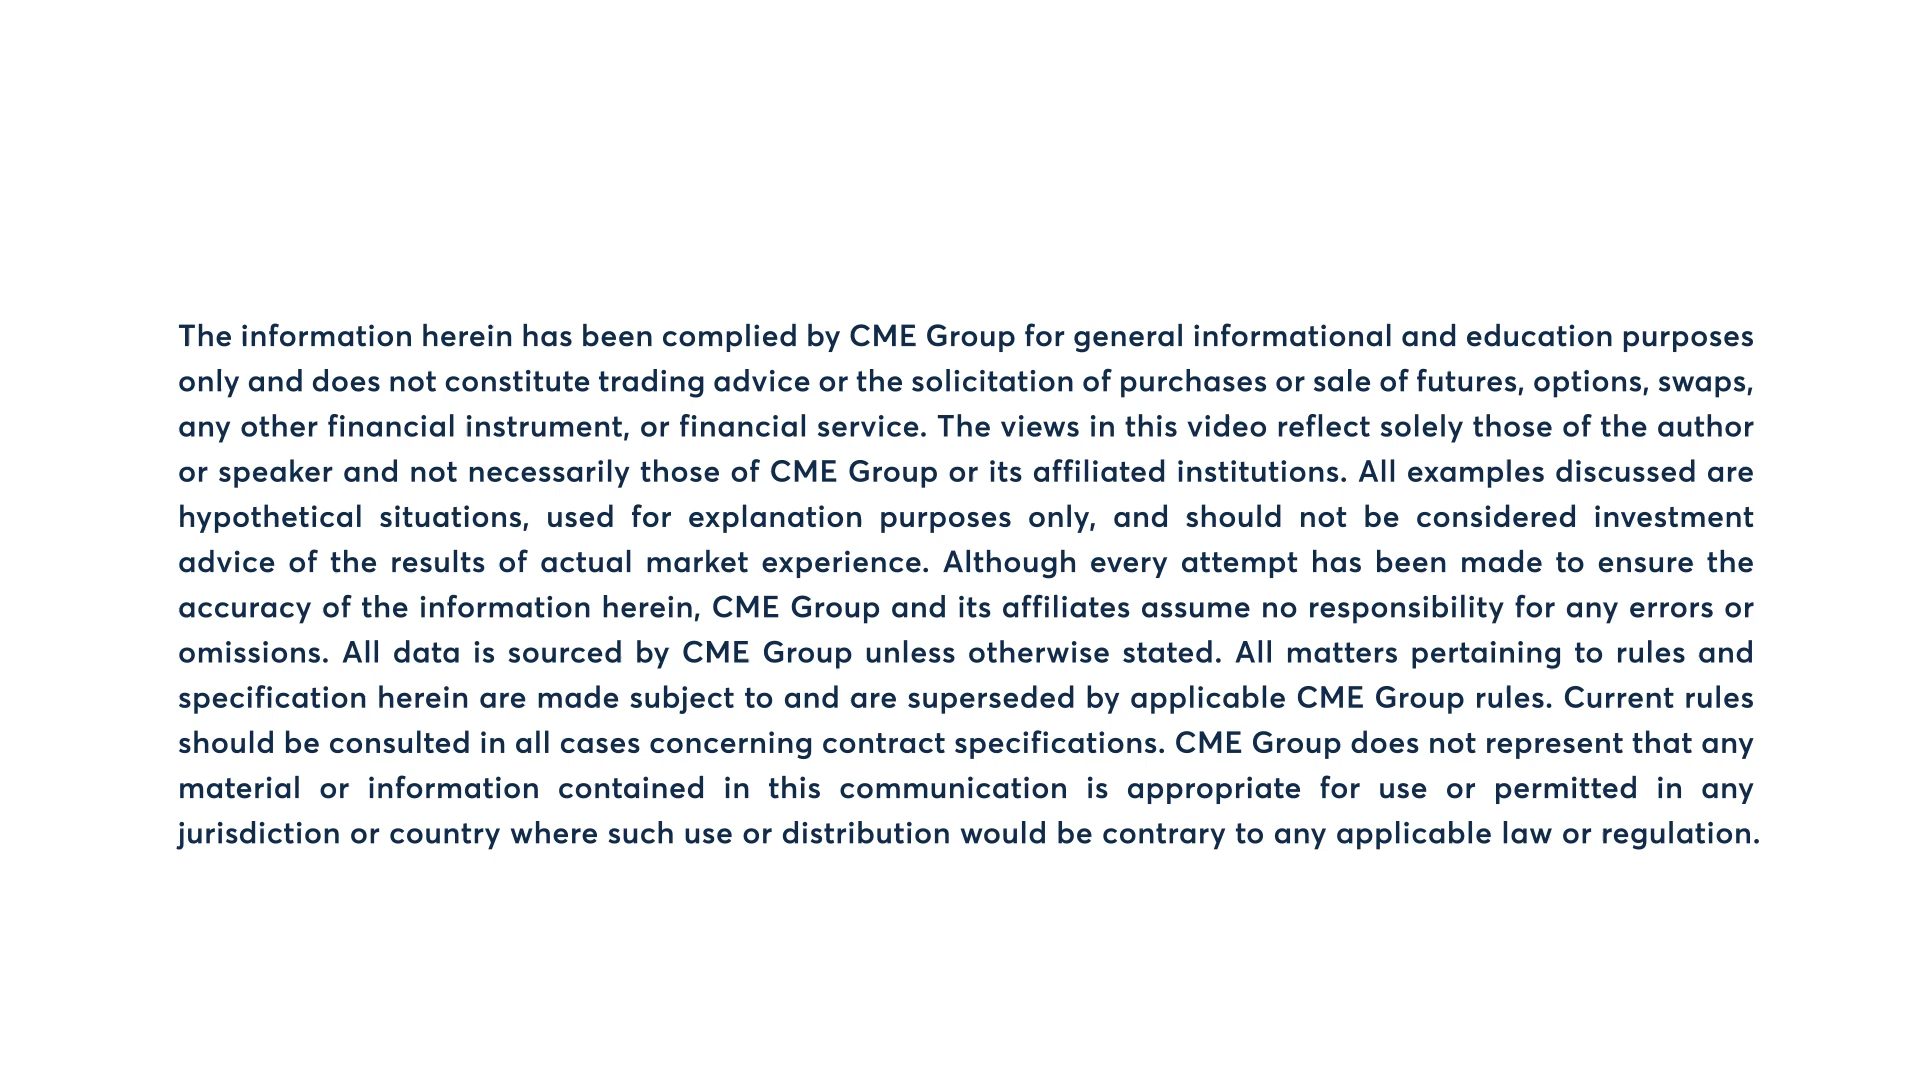 The information herein has been complied by CME Group for general informational and education purposes
only and does not constitute trading advice or the solicitation of purchases or sale of futures, options, swaps,
any other financial instrument, or financial service. The views in this video reflect solely those of the author
or speaker and not necessarily those of CME Group or its affiliated institutions. All examples discussed are
hypothetical situations, used for explanation purposes only, and should not be considered investment
advice of the results of actual market experience. Although every attempt has been made to ensure the
accuracy of the information herein, CME Group and its affiliates assume no responsibility for any errors or
omissions. All data is sourced by CME Group unless otherwise stated. All matters pertaining to rules and
specification herein are made subject to and are superseded by applicable CME Group rules. Current rules
should be consulted in all cases concerning contract specifications. CME Group does not represent that any
material or information contained in this communication is appropriate for use or permitted in any
jurisdiction or country where such use or distribution would be contrary to any applicable law or regulation.